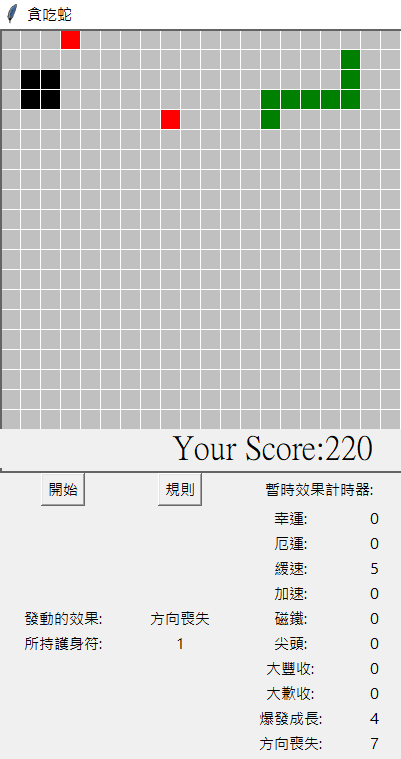 貪吃蛇
Your Score:220
開始 規則 暫時效果計時器:
幸運: 0
厄運: 0
緩速: 5
加速: 0
發動的效果: 方向喪失 磁鐵: 0
所持護身符: 1 尖頭: 0
大豐收: 0
大歉收: 0
爆發成長: 4
方向喪失: 7